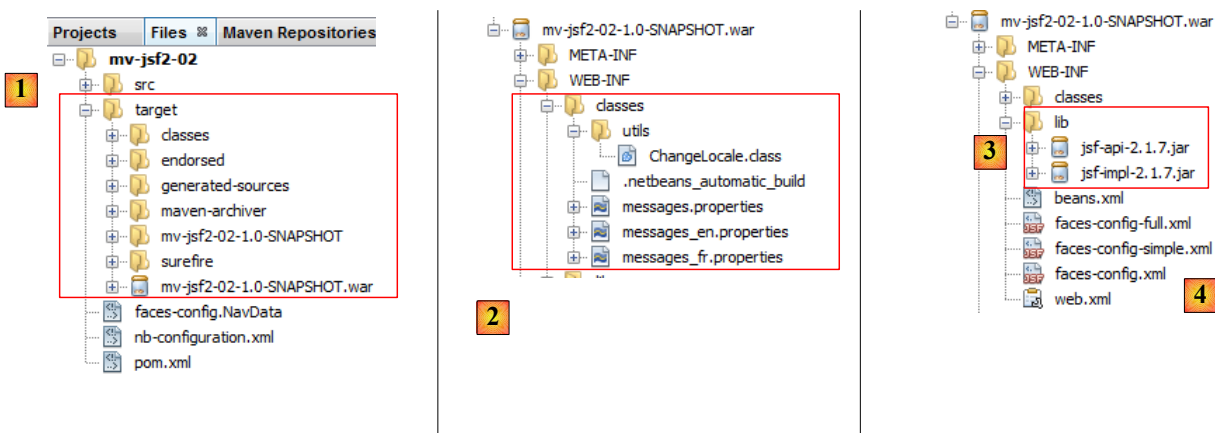 Projects Files Maven Repositories
mv-jsf2-02
1
src
target
classes
endorsed
generated-sources
maven-archiver
mv-jsf2-02-1.0-SNAPSHOT
surefire
mv-jsf2-02-1.0-SNAPSHOT.war
faces-config.NavData
nb-configuration.xml
pom.xml
mv-jsf2-02-1.0-SNAPSHOT.war
META-INF
WEB-INF
classes
utils
ChangeLocale.class
.netbeans_automatic_build
messages.properties
messages_en.properties
messages_fr.properties
2
mv-jsf2-02-1.0-SNAPSHOT.war
META-INF
WEB-INF
classes
lib
3
jsf-api-2.1.7.jar
jsf-impl-2.1.7.jar
beans.xml
faces-config-full.xml
faces-config-simple.xml
faces-config.xml
4
web.xml